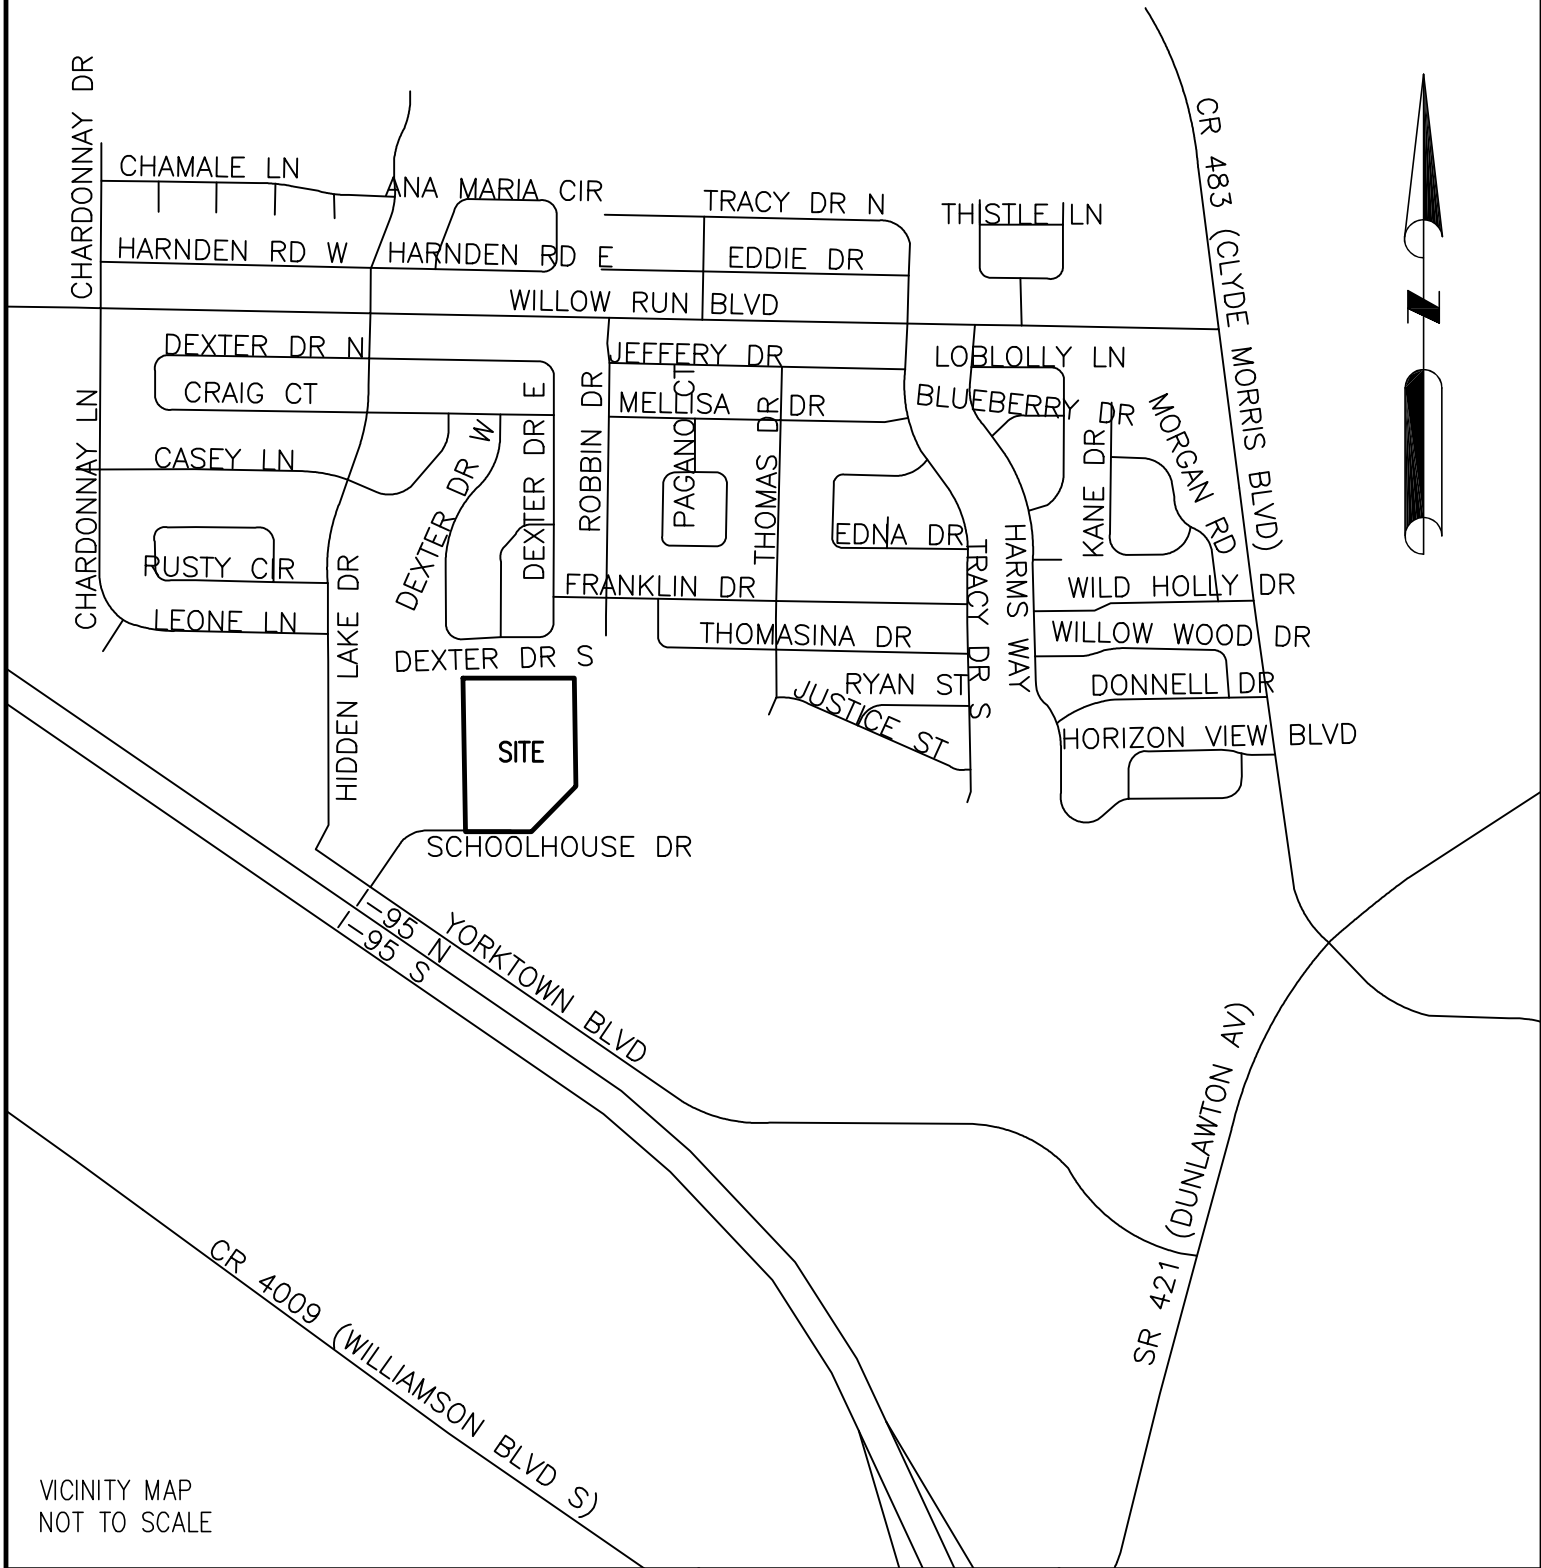 CHARDONNAY DR
CHAMALE LN
ANA MARIA CIR
TRACY DR N
THISTLE LN
CR 483 (CLYDE MORRIS BLVD)
HARNDEN RD W
HARNDEN RD E
EDDIE DR
WILLOW RUN BLVD
N
DEXTER DR N
JEFFERY DR
LOBLOLLY LN
CRAIG CT
MELLISA DR
BLUEBERRY DR
CHARDONNAY LN
CASEY LN
DEXTER DR W
DEXTER DR E
ROBBIN DR
PAGANO CT
THOMAS DR
KANE DR
MORGAN RD
EDNA DR
RUSTY CIR
HIDDEN LAKE DR
FRANKLIN DR
TRACY DR S
HARMS WAY
WILD HOLLY DR
LEONE LN
THOMASINA DR
WILLOW WOOD DR
DEXTER DR S
RYAN ST
DONNELL DR
JUSTICE ST
HORIZON VIEW BLVD
SITE
SCHOOLHOUSE DR
I-95 N
I-95 S
YORKTOWN BLVD
SR 421 (DUNLAWTON AV)
CR 4009 (WILLIAMSON BLVD S)
VICINITY MAP
NOT TO SCALE